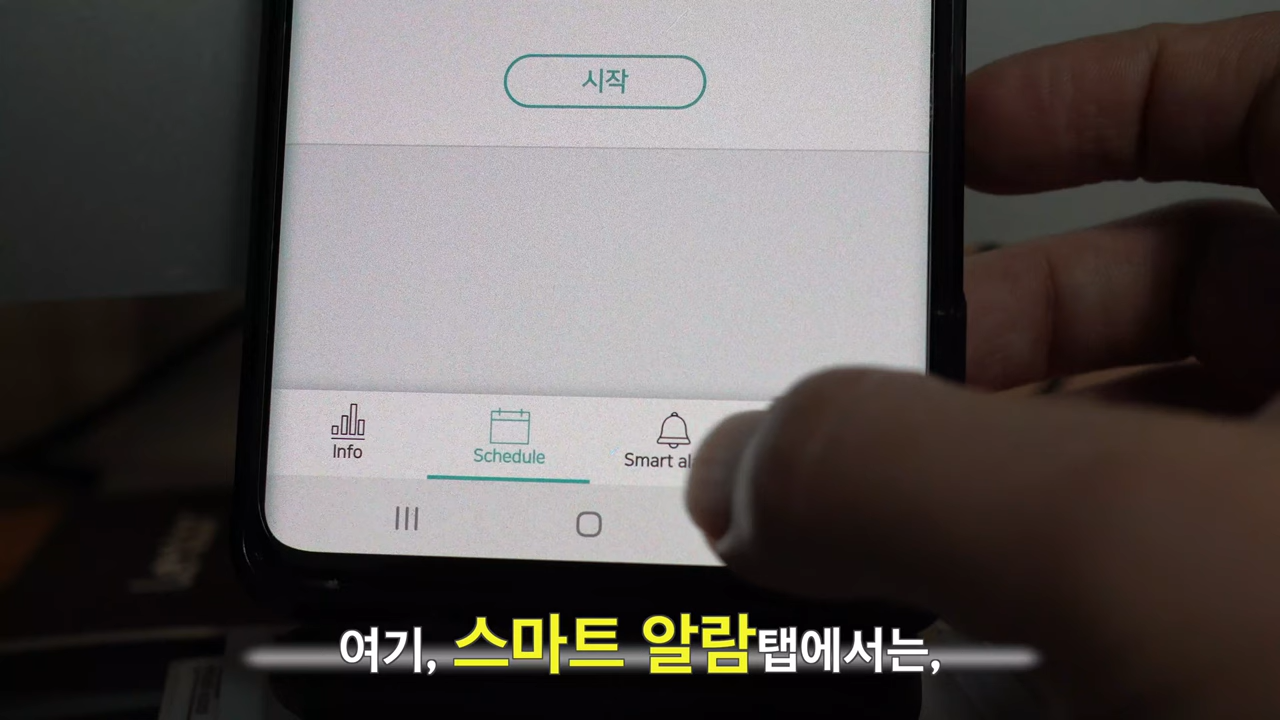 시작
Info
Schedule
Smart al
여기, 스마트 알람탭에서는,